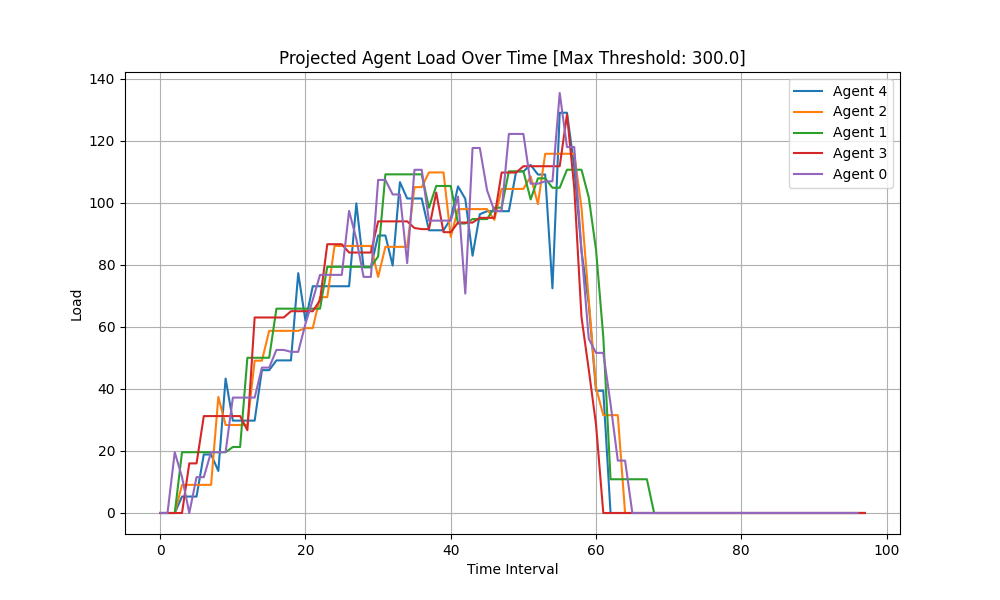 Projected Agent Load Over Time [Max Threshold: 300.0]
140
120
100
80
60
40
20
0
Load
0 20 40 60 80 100
Time Interval
Agent 4
Agent 2
Agent 1
Agent 3
Agent 0